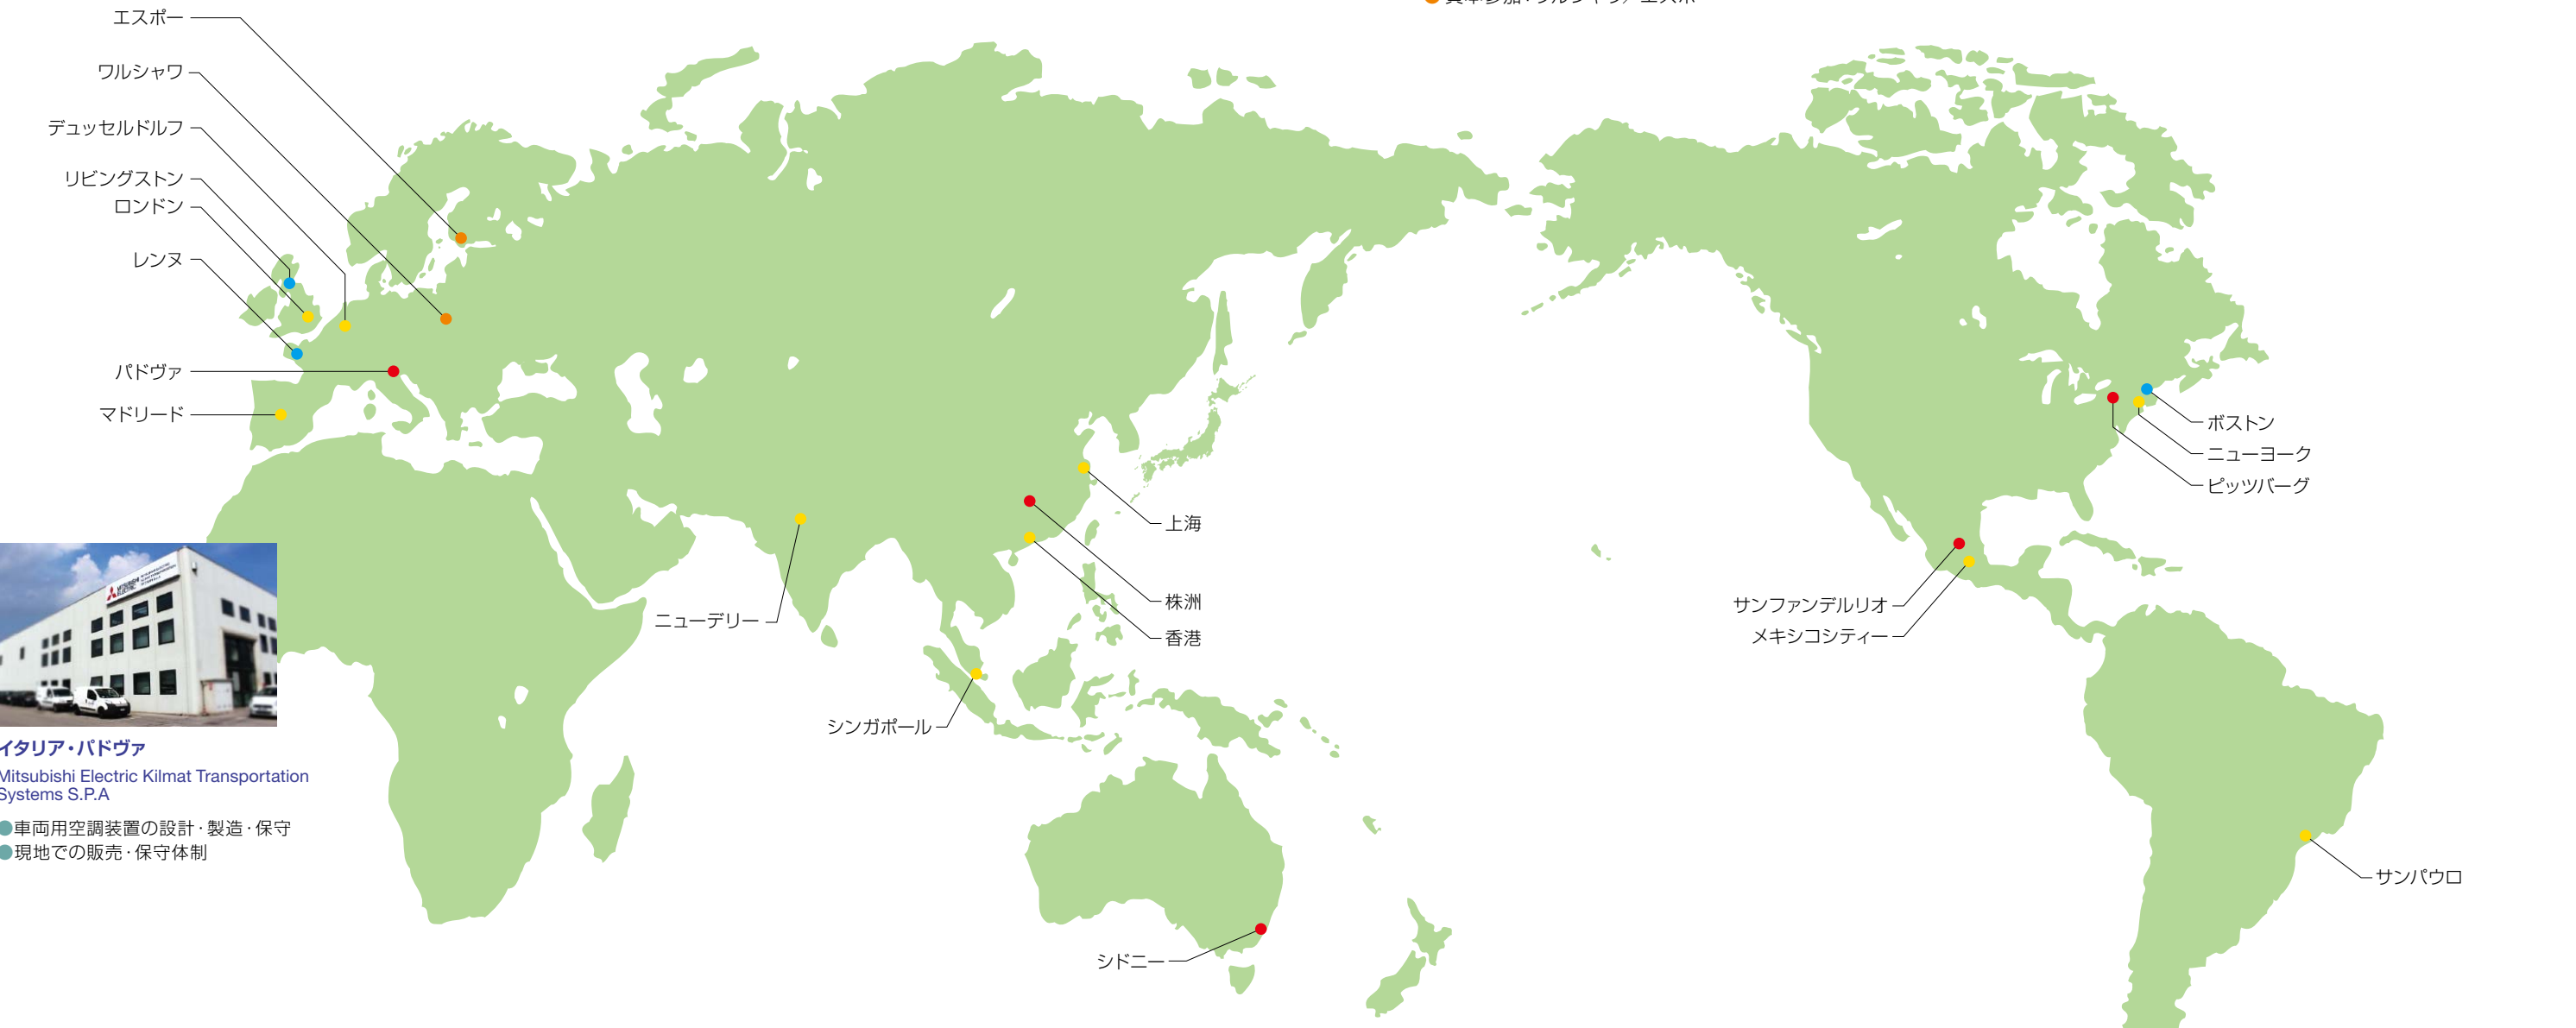 エスポー
ワルシャワ
デュッセルドルフ
リビングストン
ロンドン
レンヌ
パドヴァ
マドリード
ボストン
ニューヨーク
ピッツバーグ
上海
株洲
香港
ニューデリー
シンガポール
サンファンデルリオ
メキシコシティー
サンパウロ
シドニー
MITSUBISHI
ELECTRIC
イタリア・パドヴァ
Mitsubishi Electric Kilmat Transportation
Systems S.P.A
●車両用空調装置の設計・製造・保守
●現地での販売・保守体制